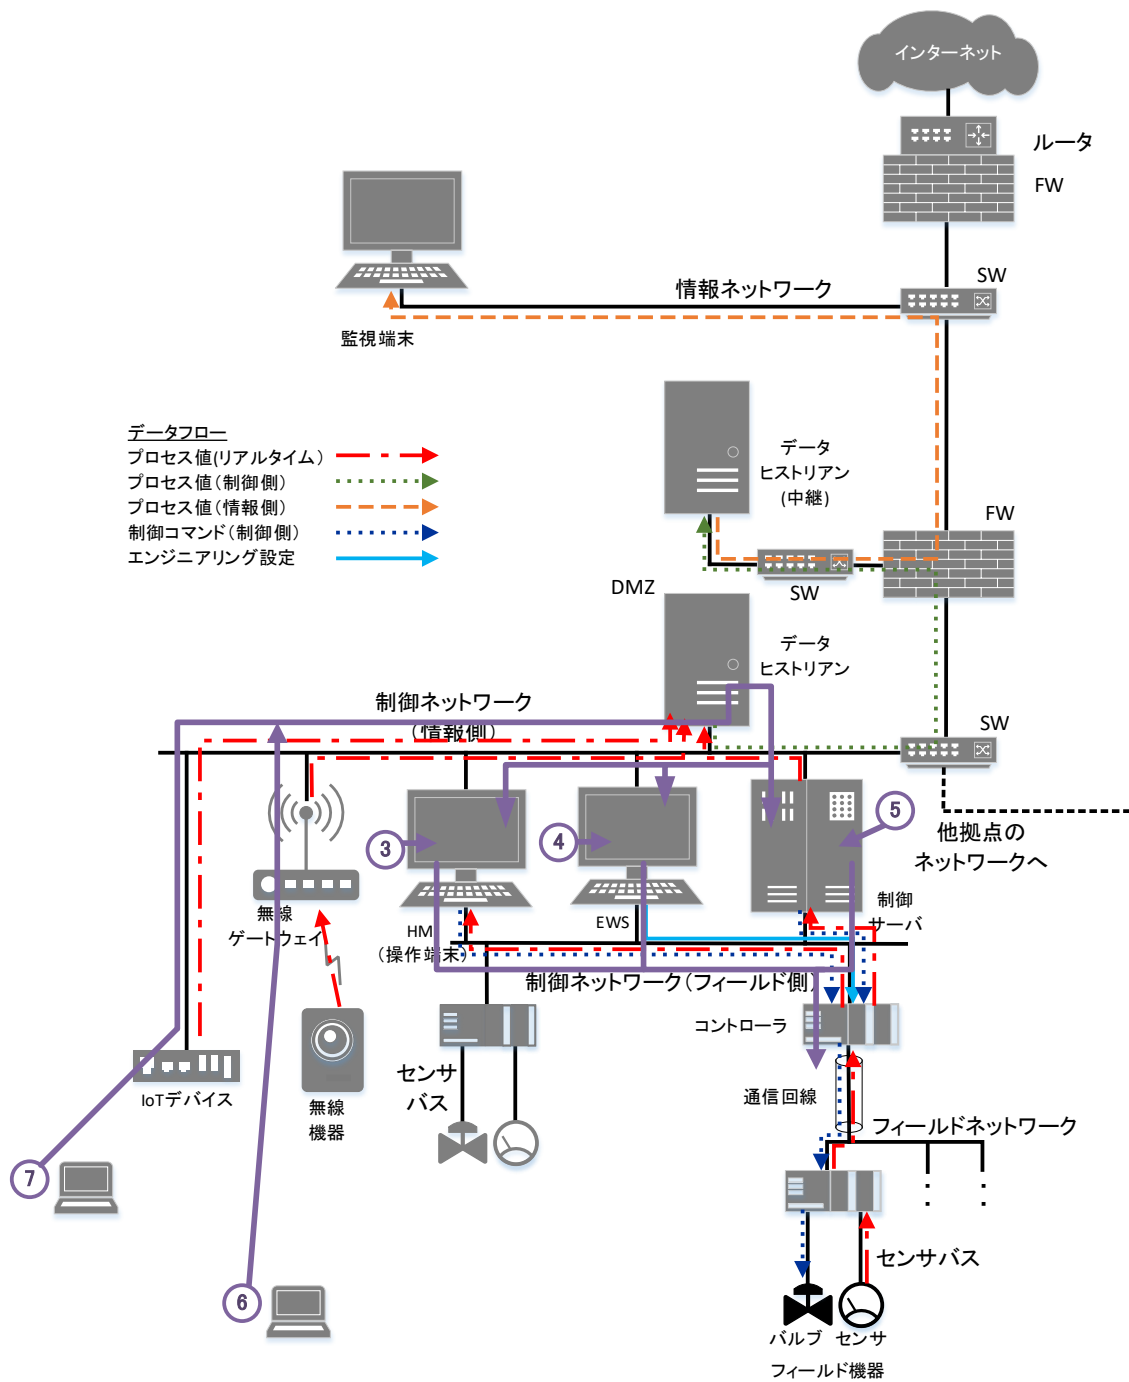 インターネット
ルータ
FW
SW
情報ネットワーク
監視端末
データフロー
プロセス値(リアルタイム)
プロセス値(制御側)
プロセス値(情報側)
制御コマンド(制御側)
エンジニアリング設定
データ
ヒストリアン
(中継)
FW
SW
DMZ
データ
ヒストリアン
制御ネットワーク
(情報側)
SW
他拠点の
ネットワークへ
3
4
5
無線
ゲートウェイ
HM
(操作端末)
EWS
制御
サーバ
制御ネットワーク(フィールド側)
コントローラ
センサ
バス
IoTデバイス
無線
機器
通信回線
フィールドネットワーク
7
6
センサバス
バルブ
センサ
フィールド機器